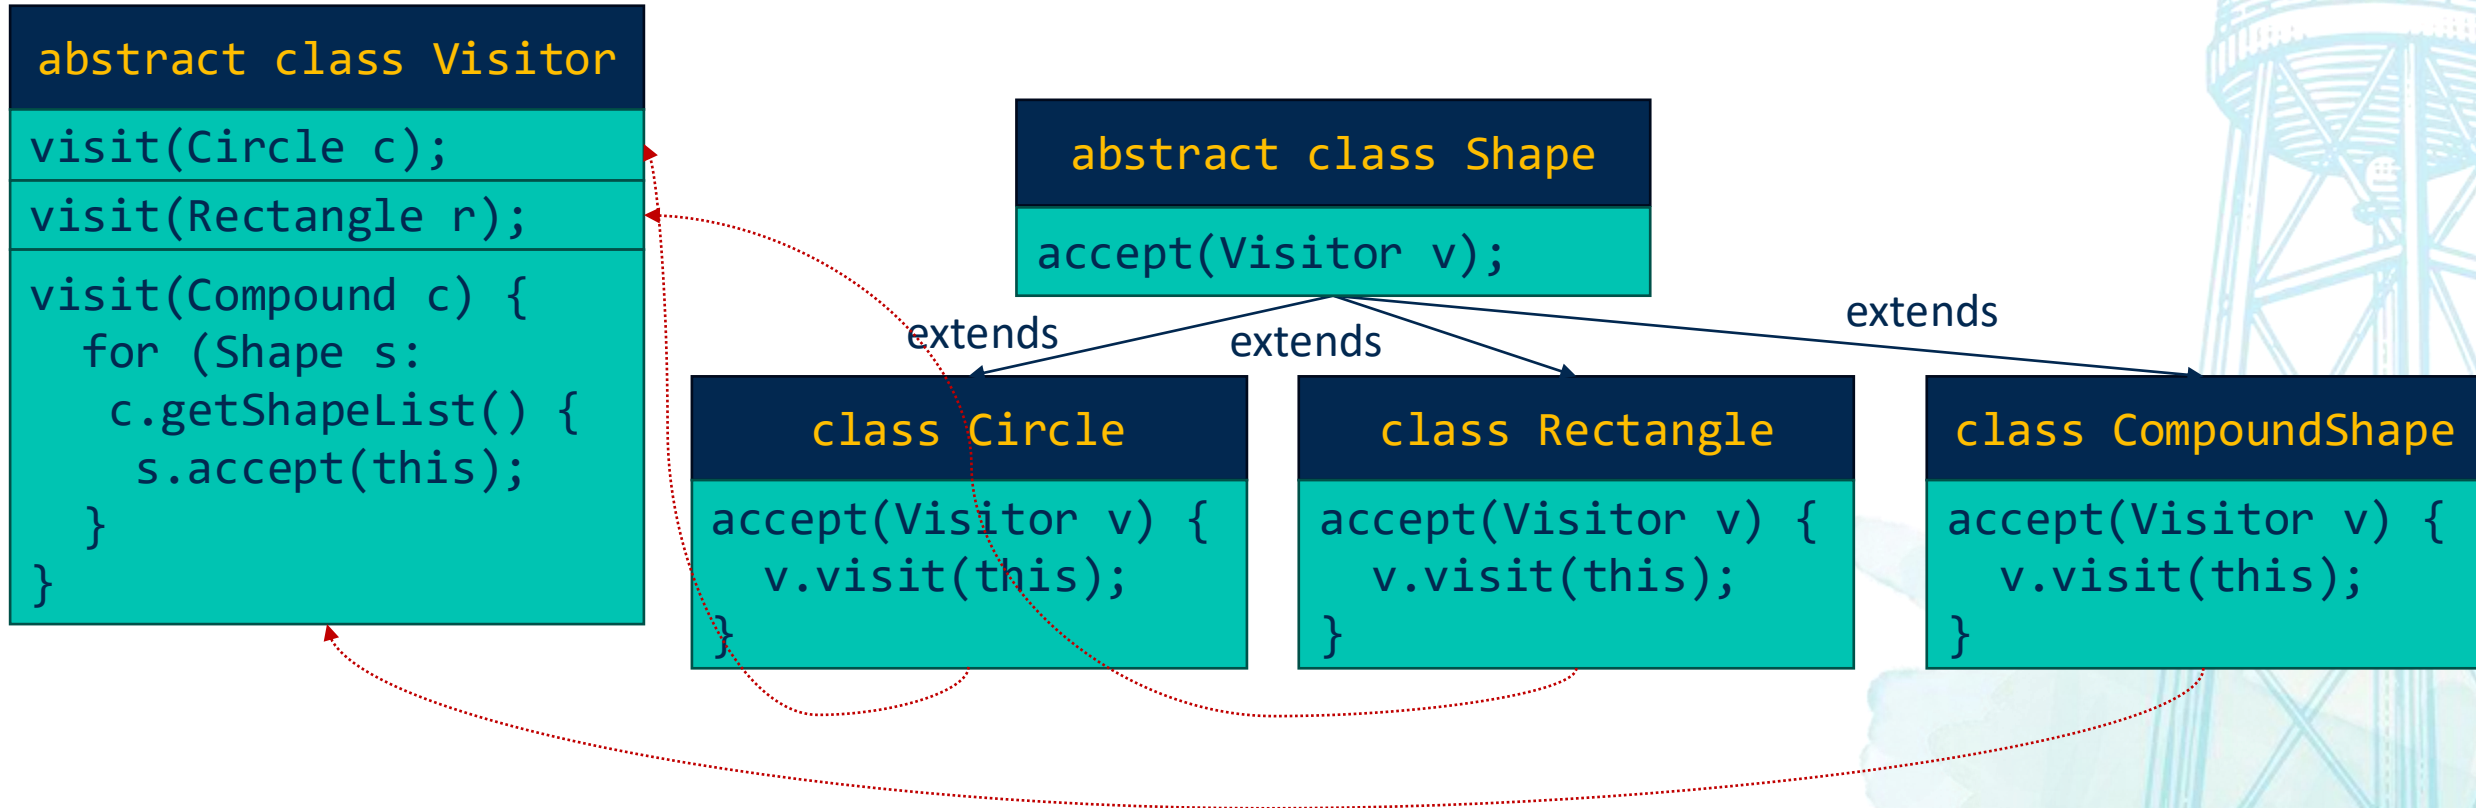 abstract class Visitor
visit(Circle c);
visit(Rectangle r);
visit(Compound c) {
for (Shape s:
c.getShapeList() {
s.accept(this);
}
}
abstract class Shape
accept(Visitor v);
extends
extends
extends
class Circle
accept(Visitor v) {
v.visit(this);
}
class Rectangle
accept(Visitor v) {
v.visit(this);
}
class CompoundShape
accept(Visitor v) {
v.visit(this);
}